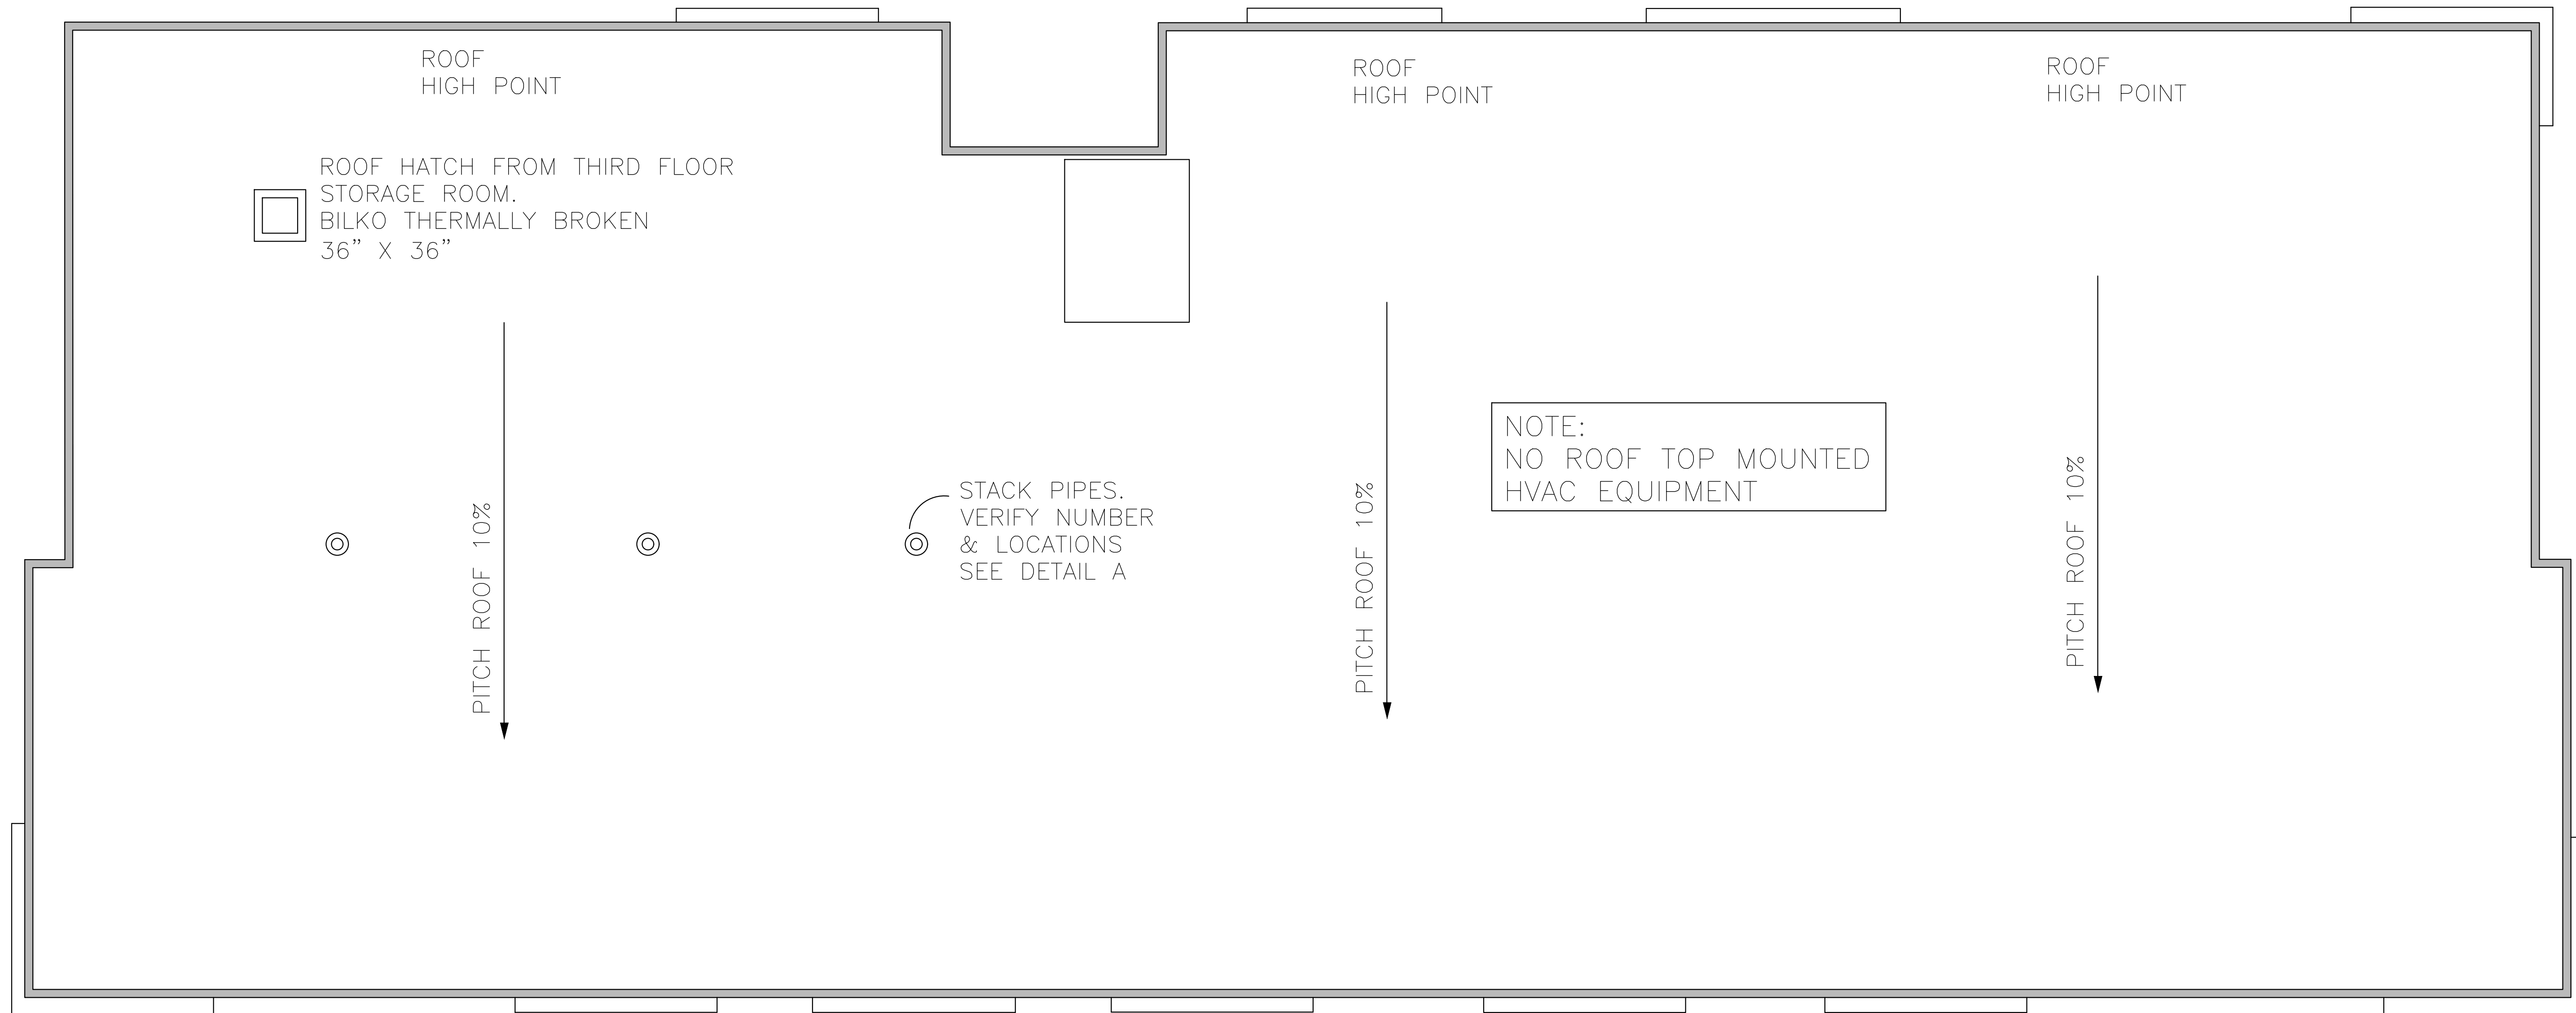 ROOF
HIGH POINT
ROOF
HIGH POINT
ROOF
HIGH POINT
ROOF HATCH FROM THIRD FLOOR
STORAGE ROOM.
BILKO THERMALLY BROKEN
36" X 36"
NOTE:
NO ROOF TOP MOUNTED
HVAC EQUIPMENT
STACK PIPES.
VERIFY NUMBER
& LOCATIONS
SEE DETAIL A
PITCH ROOF 10%
PITCH ROOF 10%
PITCH ROOF 10%